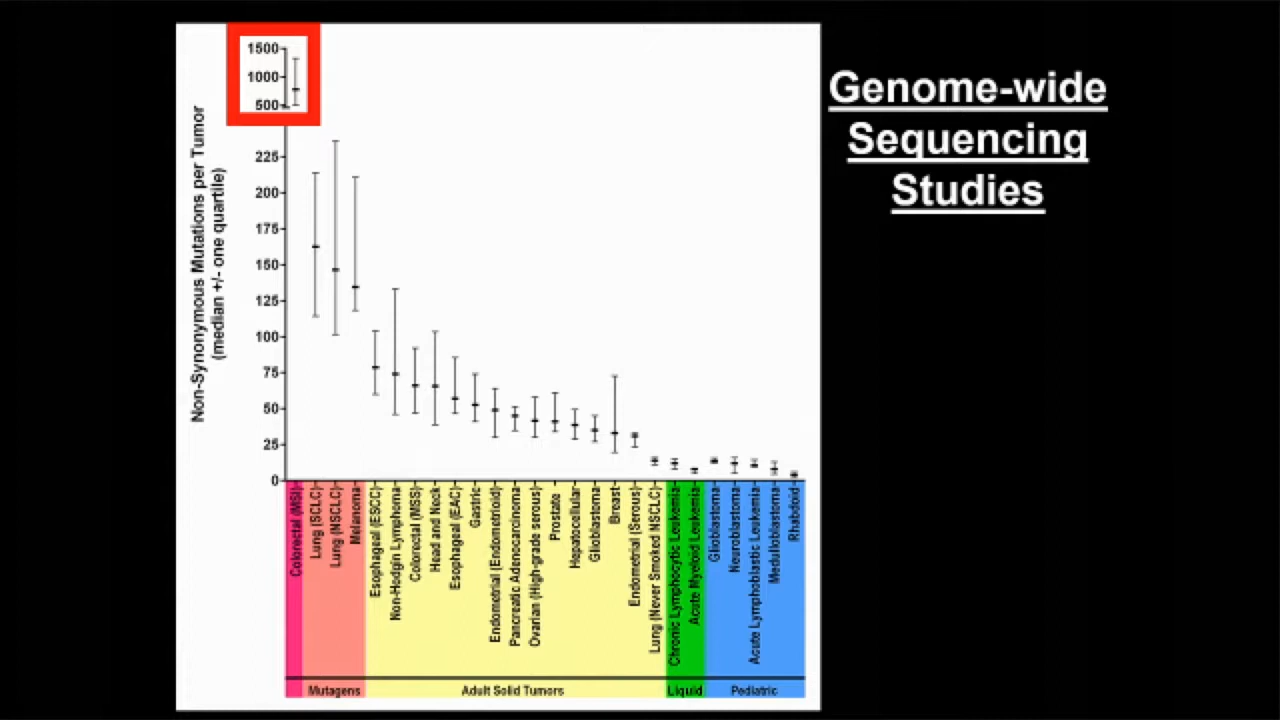 Genome-wide
Sequencing
Studies
Non-Synonymous Mutations per Tumor
(median +/- one quartile)
1500
1000
500
225
200
175
150
125
100
75
50
25
0
Colorectal (MSI)
Lung (SCLC)
Lung (NSCLC)
Melanoma
Esophageal (ESCC)
Non-Hodgin Lymphoma
Colorectal (MSS)
Head and Neck
Esophageal (EAC)
Gastric
Endometrial (Endometrioid)
Pancreatic Adenocarcinoma
Ovarian (High-grade serous)
Prostate
Hepatocellular
Glioblastoma
Breast
Endometrial (Serous)
Lung (Never Smoked NSCLC)
Chronic Lymphocytic Leukemia
Acute Myeloid Leukemia
Glioblastoma
Neuroblastoma
Acute Lymphoblastic Leukemia
Medulloblastoma
Rhabdoid
Mutagens
Adult Solid Tumors
Liquid
Pediatric